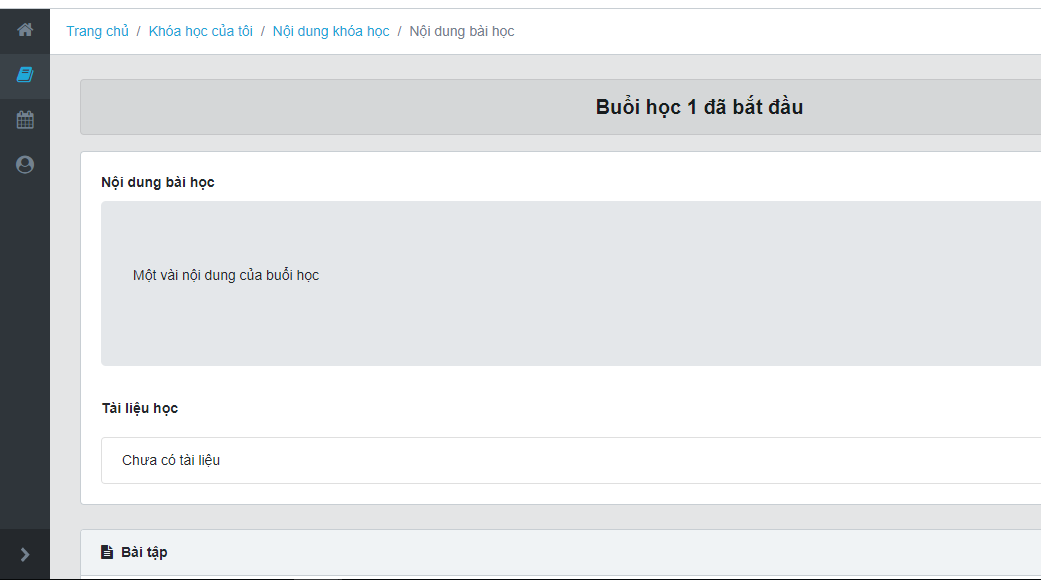 Trang chủ / Khóa học của tôi / Nội dung khóa học / Nội dung bài học
Buổi học 1 đã bắt đầu
Nội dung bài học
Một vài nội dung của buổi học
Tài liệu học
Chưa có tài liệu
Bài tập